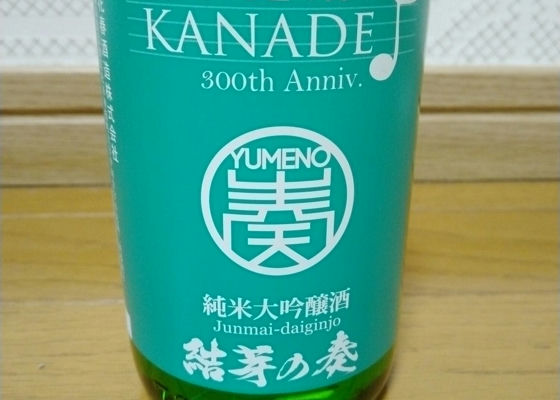 KANADE
300th Anniv.
YUMENO
奏
純米大吟醸酒
Junmai-daiginjo
結芽の奏